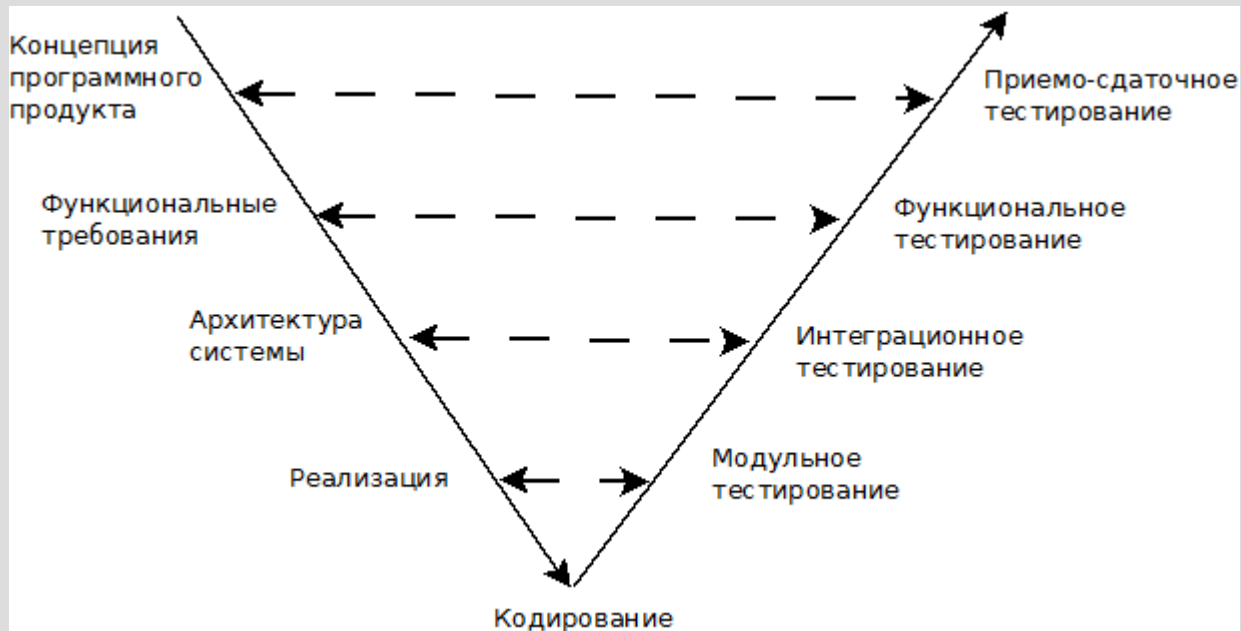 Концепция
программного
продукта
Приемо-сдаточное
тестирование
Функциональные
требования
Функциональное
тестирование
Архитектура
системы
Интеграционное
тестирование
Реализация
Модульное
тестирование
Кодирование